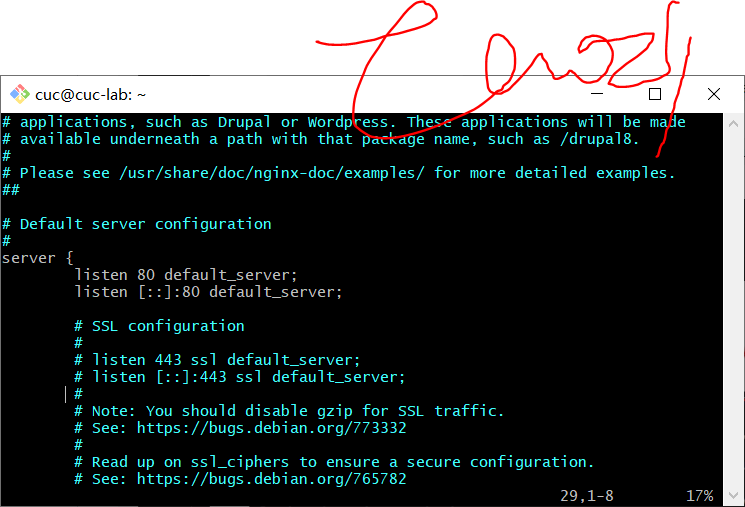 cuc@cuc-lab: ~
# applications, such as Drupal or Wordpress. These applications will be made
# available underneath a path with that package name, such as /drupal8.
#
# Please see /usr/share/doc/nginx-doc/examples/ for more detailed examples.
##
# Default server configuration
#
server {
        listen 80 default_server;
        listen [::]:80 default_server;
        # SSL configuration
        #
        # listen 443 ssl default_server;
        # listen [::]:443 ssl default_server;
        #
        # Note: You should disable gzip for SSL traffic.
        # See: https://bugs.debian.org/773332
        #
        # Read up on ssl_ciphers to ensure a secure configuration.
        # See: https://bugs.debian.org/765782
29,1-8 17%